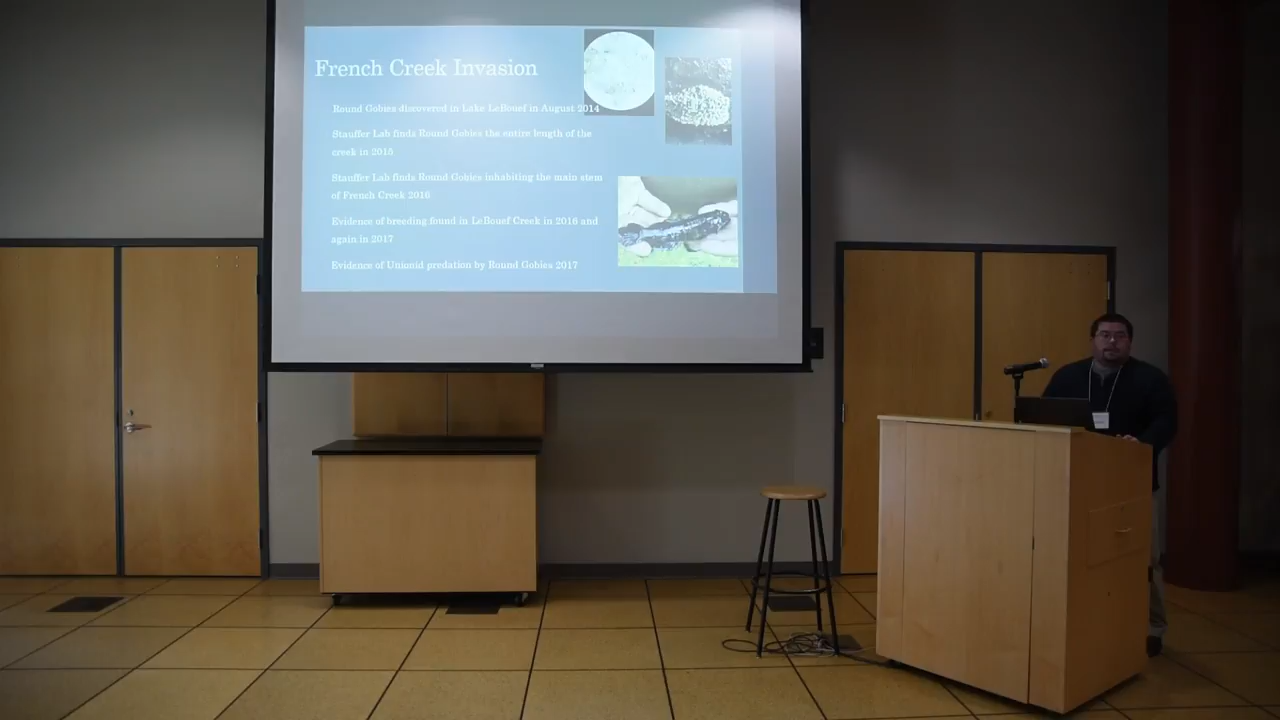 French Creek Invasion
Round Gobies discovered in Lake LeBouef in August 2014
Stauffer Lab finds Round Gobies the entire length of the
creek in 2015
Stauffer Lab finds Round Gobies inhabiting the main stem
of French Creek 2016
Evidence of breeding found in LeBouef Creek in 2016 and
again in 2017
Evidence of Unionid predation by Round Gobies 2017